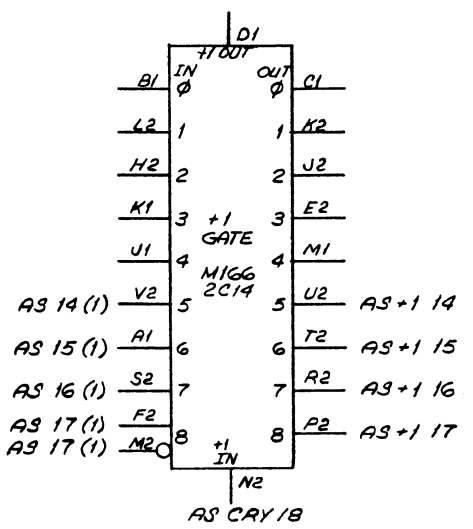 D1
+1 OUT
IN OUT
B1 0 0 C1
L2 1 1 K2
H2 2 2 J2
K1 3 3 E2
+1
GATE
U1 4 4 M1
M166
2C14
AS 14 (1) V2 5 5 U2 AS +1 14
AS 15 (1) A1 6 6 T2 AS +1 15
AS 16 (1) S2 7 7 R2 AS +1 16
AS 17 (1) F2 8 8 P2 AS +1 17
AS 17 (1) M2
+1
IN
N2
AS CRY 18